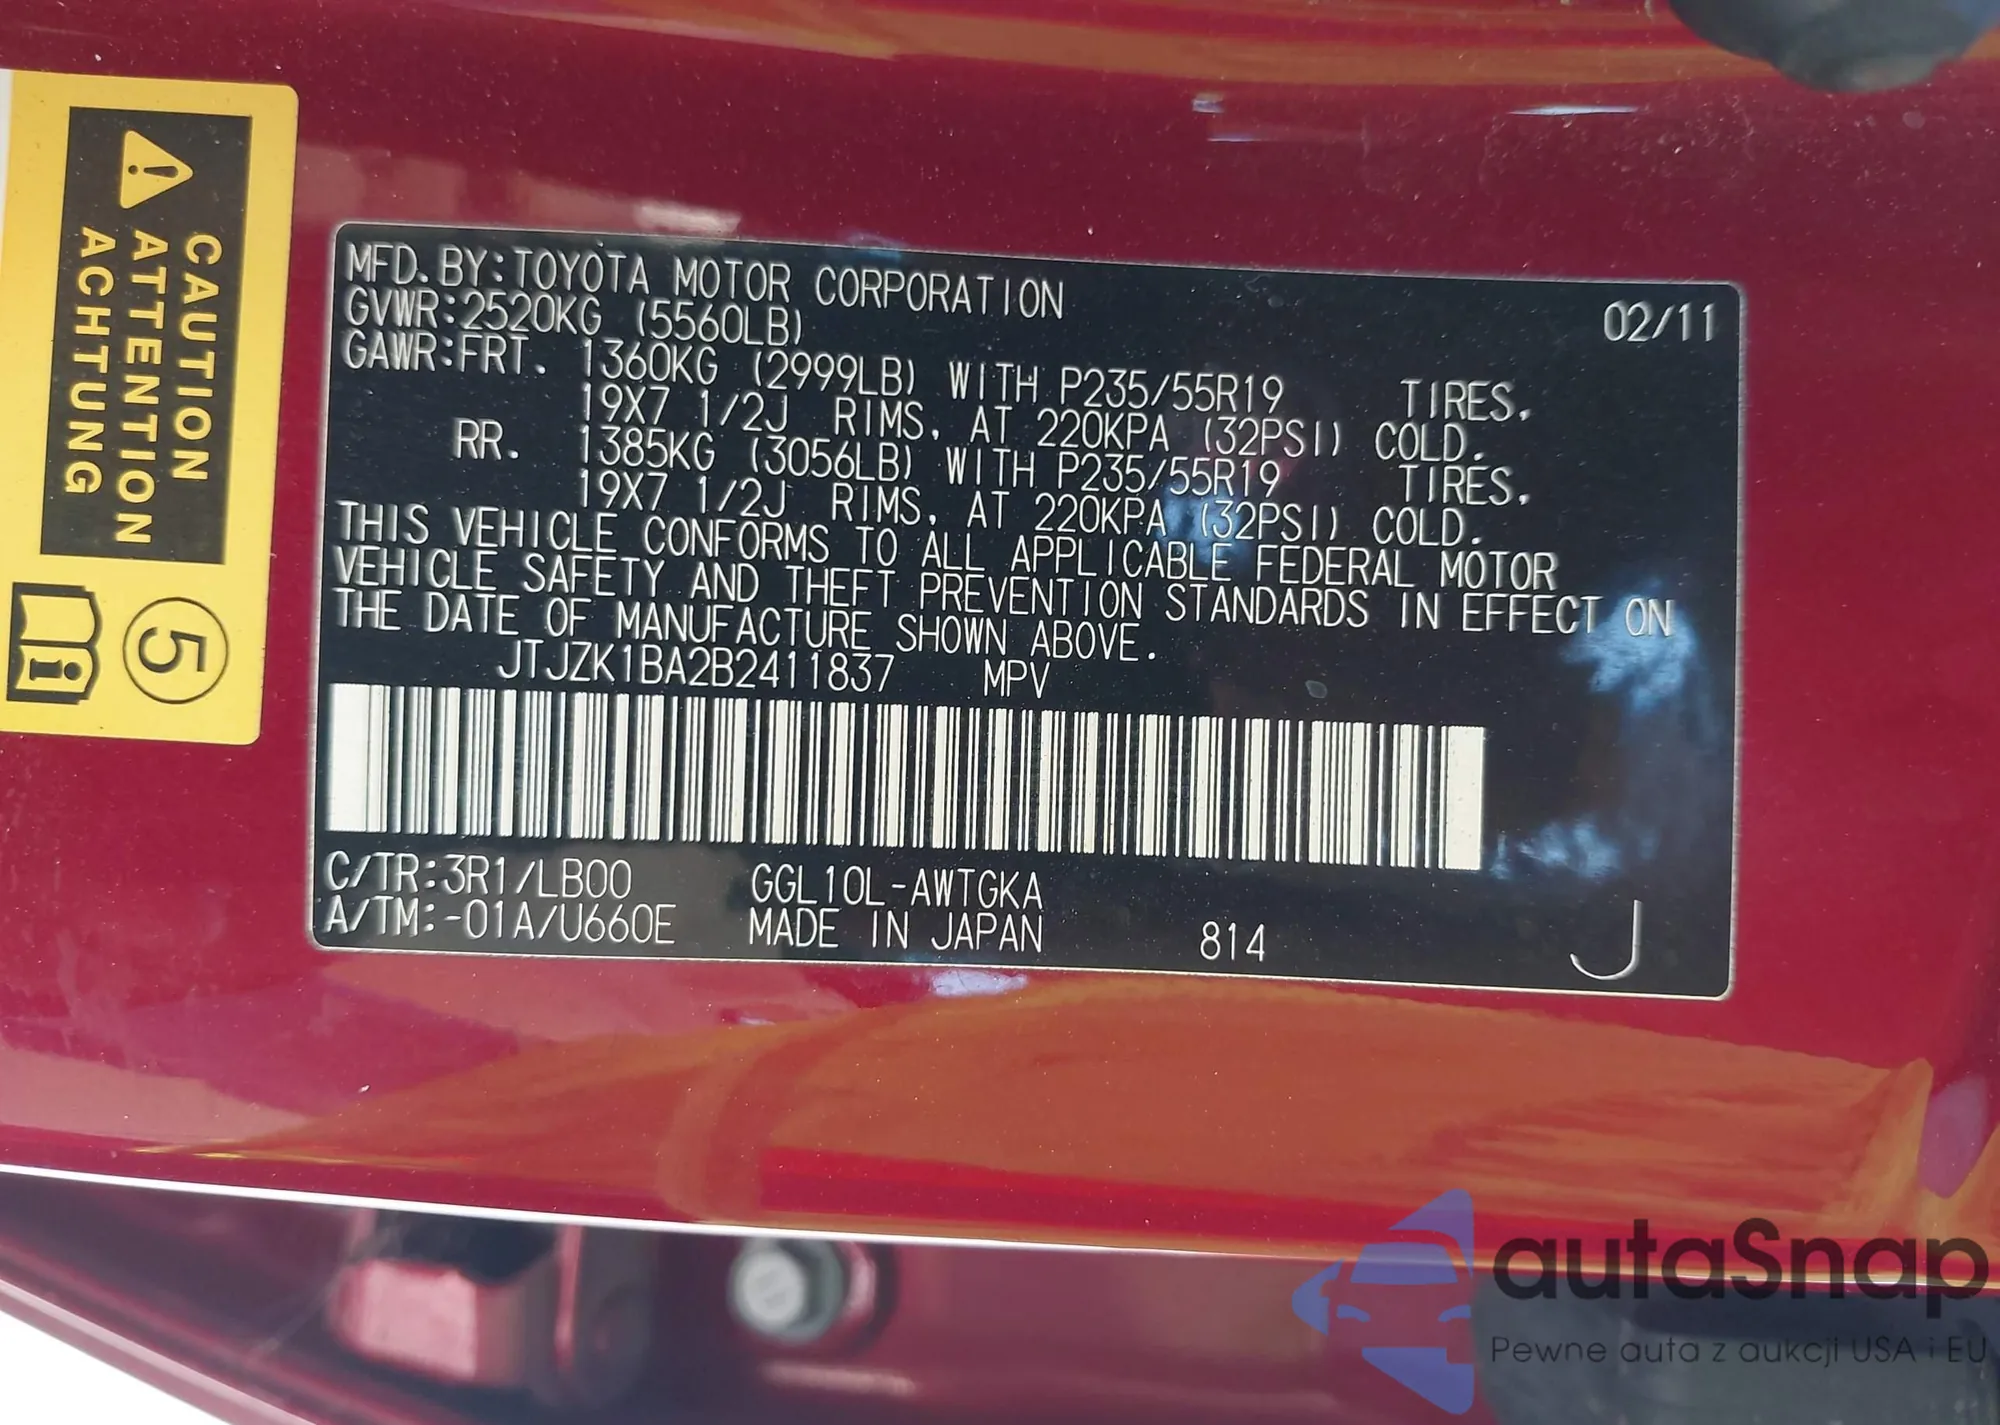 CAUTION
ATTENTION
ACHTUNG
5
MFD. BY:TOYOTA MOTOR CORPORATION 02/11
GVWR:2520KG (5560LB)
GAWR:FRT. 1360KG (2999LB) WITH P235/55R19 TIRES,
19X7 1/2J RIMS, AT 220KPA (32PSI) COLD.
RR. 1385KG (3056LB) WITH P235/55R19 TIRES,
19X7 1/2J RIMS, AT 220KPA (32PSI) COLD.
THIS VEHICLE CONFORMS TO ALL APPLICABLE FEDERAL MOTOR
VEHICLE SAFETY AND THEFT PREVENTION STANDARDS IN EFFECT ON
THE DATE OF MANUFACTURE SHOWN ABOVE.
JTJZK1BA2B2411837 MPV
C/TR:3R1/LB00 GGL10L-AWTGKA
A/TM:-01A/U660E MADE IN JAPAN 814 J
autaSnap
Pewne auta z aukcji USA i EU